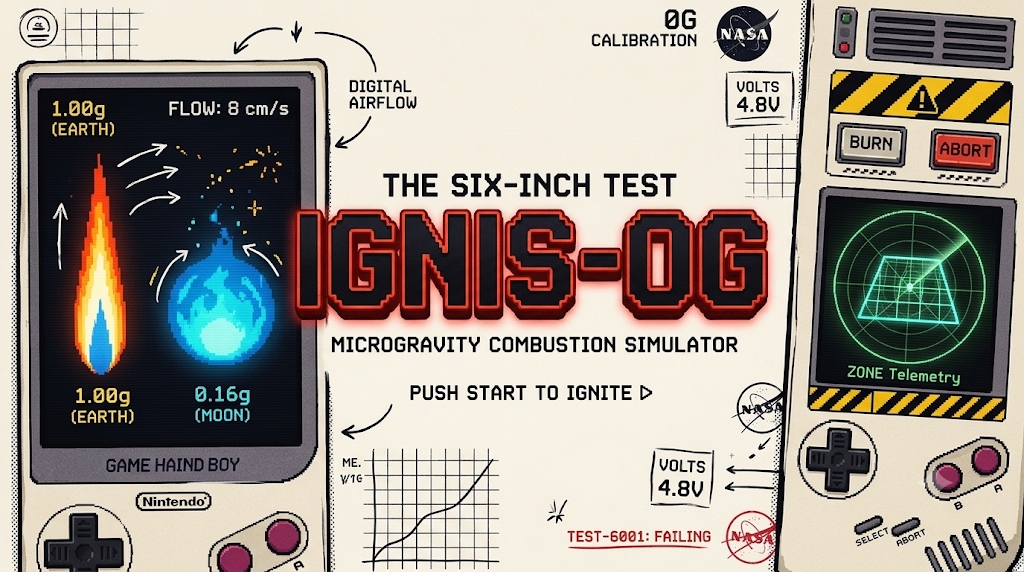 1.00g
(EARTH)
FLOW: 8 cm/s
1.00g
(EARTH)
0.16g
(MOON)
GAME HAIND BOY
Nintendo
A
DIGITAL
AIRFLOW
0G
CALIBRATION
NASA
VOLTS
4.8V
THE SIX-INCH TEST
IGNIS-0G
MICROGRAVITY COMBUSTION SIMULATOR
PUSH START TO IGNITE ▷
ME.
V/1G
NASA
VOLTS
4.8V
TEST-6001: FAILING
NASA
BURN
ABORT
ZONE Telemetry
B
A
SELECT
ABORT